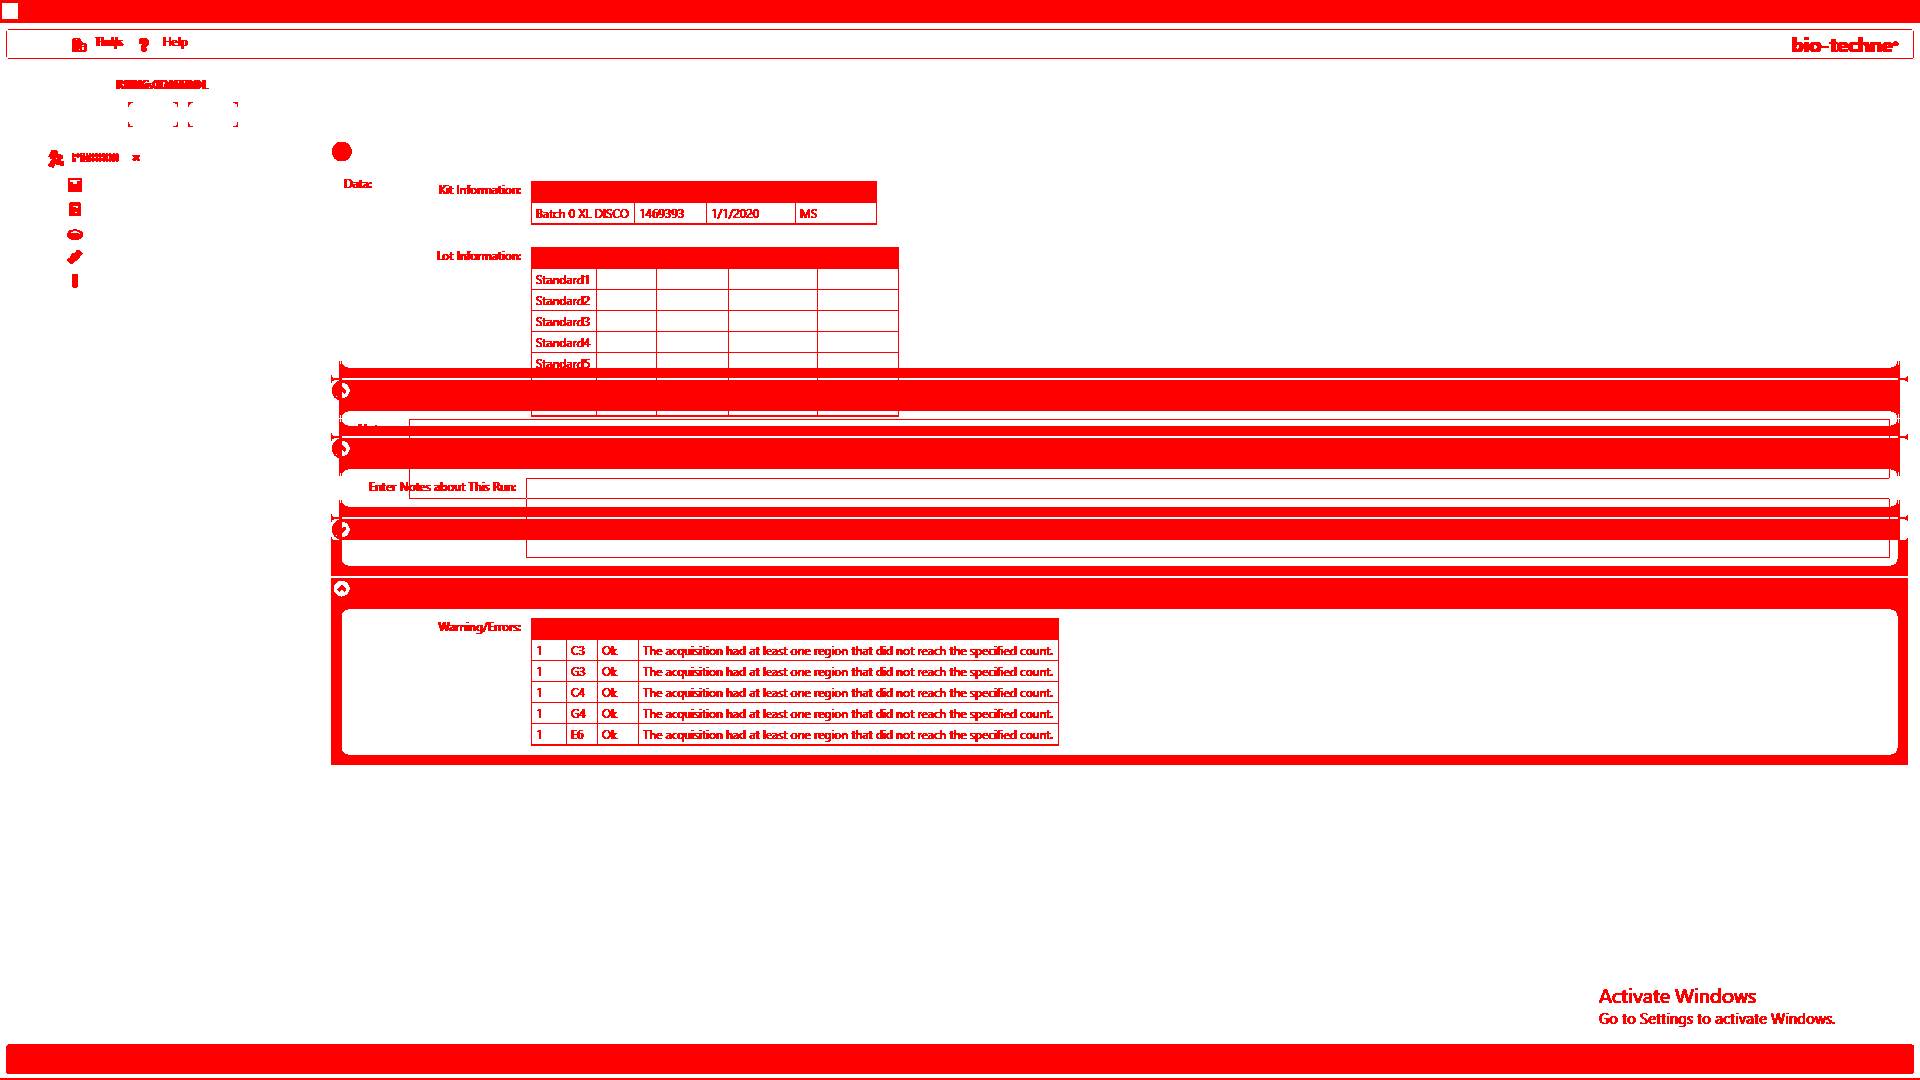 Help
bio-techne
Data:
Kit Information:
Batch 0 XL DISCO 1469393 1/1/2020 MS
Lot Information:
Standard1
Standard2
Standard3
Standard4
Standard5
Enter Notes about This Run:
Warning/Errors:
1 C3 Ok The acquisition had at least one region that did not reach the specified count.
1 G3 Ok The acquisition had at least one region that did not reach the specified count.
1 C4 Ok The acquisition had at least one region that did not reach the specified count.
1 G4 Ok The acquisition had at least one region that did not reach the specified count.
1 E6 Ok The acquisition had at least one region that did not reach the specified count.
Activate Windows
Go to Settings to activate Windows.